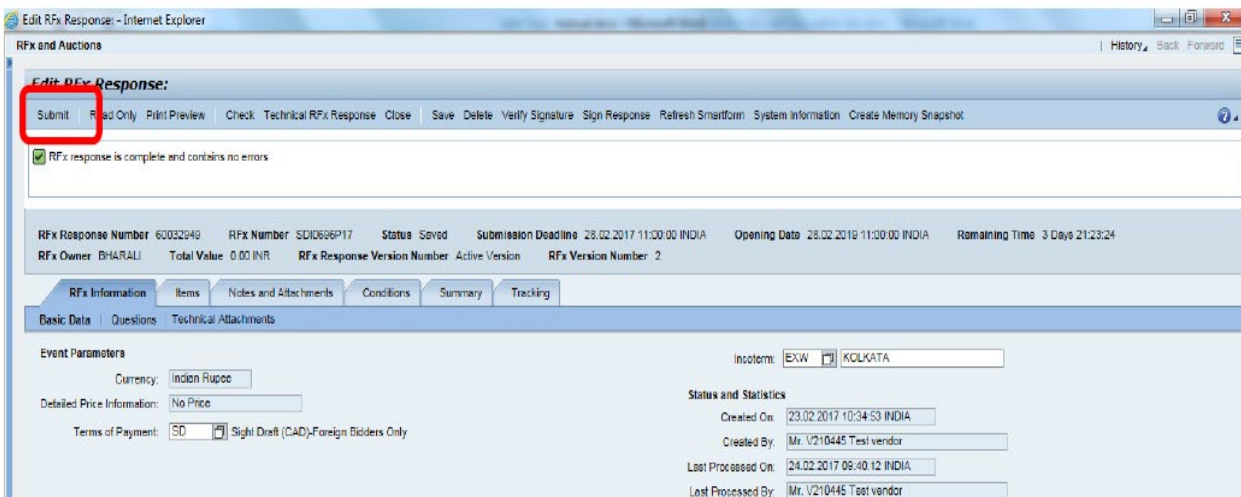 Edit RFx Response: - Internet Explorer
RFx and Auctions
History Back Forward
Edit RFx Response:
Submit Read Only Print Preview Check Technical RFx Response Close Save Delete Verify Signature Sign Response Refresh Smartform System Information Create Memory Snapshot
RFx response is complete and contains no errors
RFx Response Number 60032949 RFx Number SDI0696P17 Status Saved Submission Deadline 28.02.2017 11:00:00 INDIA Opening Date 28.02.2019 11:00:00 INDIA Remaining Time 3 Days 21:23:24
RFx Owner BHARALI Total Value 0.00 INR RFx Response Version Number Active Version RFx Version Number 2
RFx Information Items Notes and Attachments Conditions Summary Tracking
Basic Data Questions Technical Attachments
Event Parameters
Incoterm: EXW KOLKATA
Currency: Indian Rupee
Status and Statistics
Detailed Price Information: No Price
Created On: 23.02.2017 10:34:53 INDIA
Terms of Payment: SD Sight Draft (CAD)-Foreign Bidders Only
Created By: Mr. V210445 Test vendor
Last Processed On: 24.02.2017 09:40:12 INDIA
Last Processed By: Mr. V210445 Test vendor